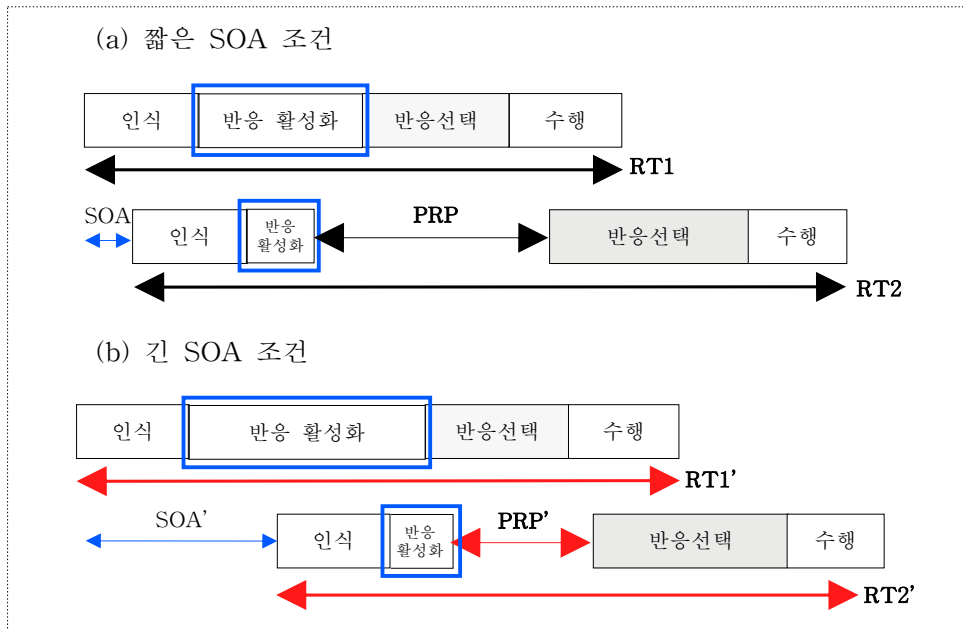 (a) 짧은 SOA 조건
인식 반응 활성화 반응선택 수행
RT1
SOA
인식 반응 활성화 PRP 반응선택 수행
RT2
(b) 긴 SOA 조건
인식 반응 활성화 반응선택 수행
RT1'
SOA'
인식 반응 활성화 PRP' 반응선택 수행
RT2'